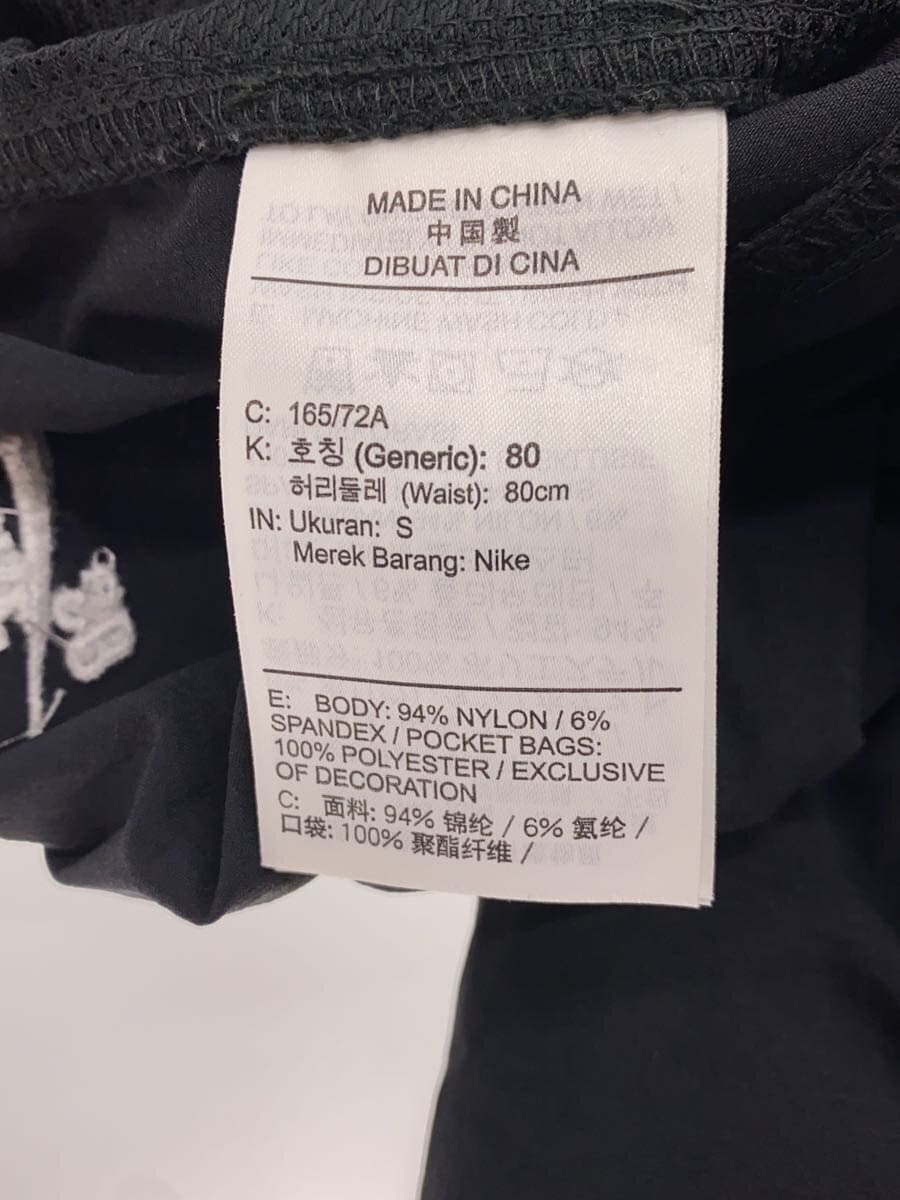 MADE IN CHINA
中国製
DIBUAT DI CINA
C: 165/72A
K: 호칭 (Generic): 80
허리둘레 (Waist): 80cm
IN: Ukuran: S
Merek Barang: Nike
E: BODY: 94% NYLON / 6%
SPANDEX / POCKET BAGS:
100% POLYESTER / EXCLUSIVE
OF DECORATION
C: 面料: 94% 锦纶 / 6% 氨纶 /
口袋: 100% 聚酯纤维 /